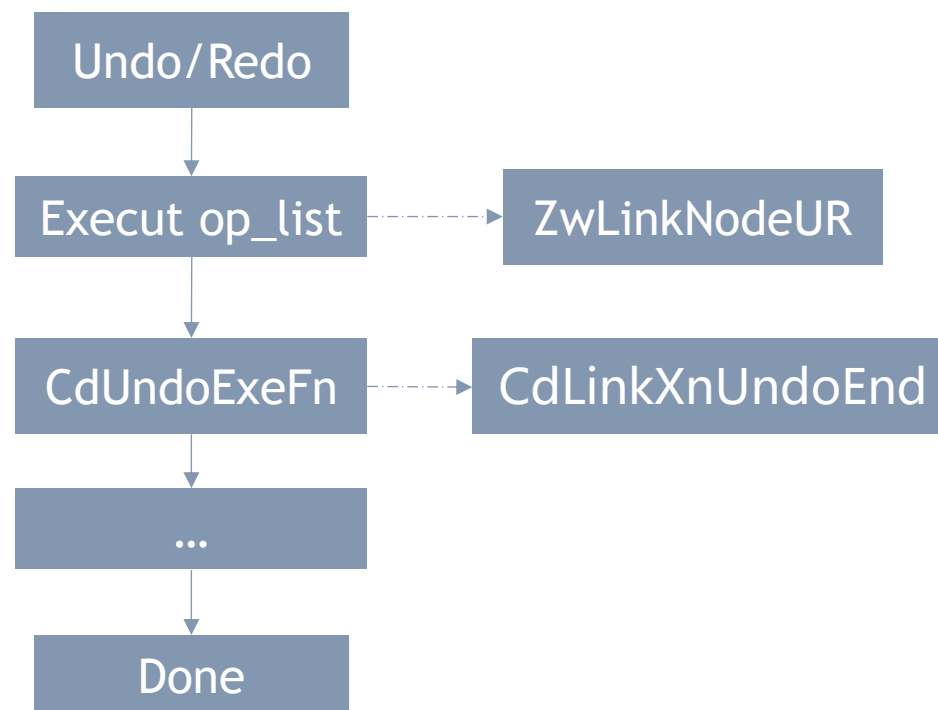 Undo/Redo
Execut op_list
ZwLinkNodeUR
CdUndoExeFn
CdLinkXnUndoEnd
...
Done